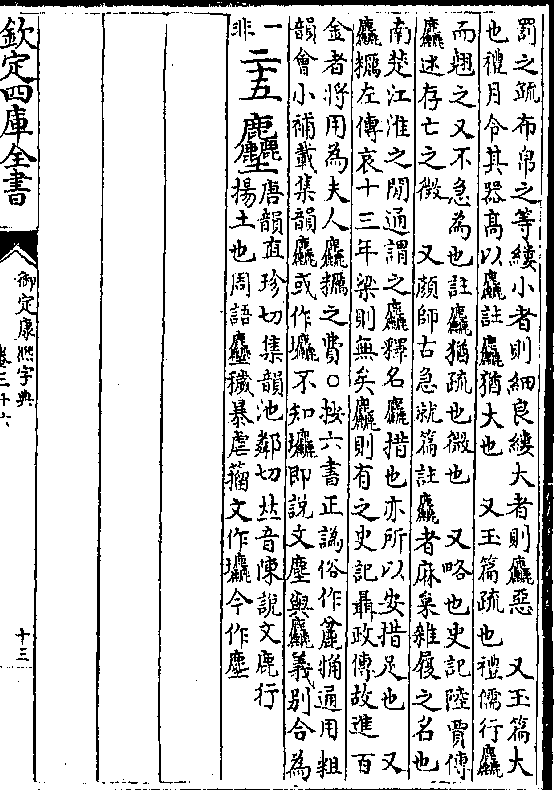 罰之疏布帛之等縷小者則細良縷大者則麤惡　又玉篇大
也禮月令其器高以麤註麤猶大也　又玉篇疏也禮儒行麤
而翹之又不急為也註麤猶疏也微也　又略也史記陸賈傳
麤述存亡之徵　又顏師古急就篇註麤者麻枲雜履之名也
南楚江淮之閒通謂之麤釋名麤措也亦所以安措足也　又
麤糲左傳哀十三年梁則無矣麤則有之史記聶政傳故進百
金者將用為夫人麤糲之費○按六書正譌俗作麁觕通用粗
韻會小補載集韻麤或作𪋻不知𪋻即說文塵與麤義別合為
一非
二十五
𪋻
唐韻直珍切集韻池鄰切𠀤音陳說文鹿行
揚土也周語𪋻穢暴虐籀文作今作塵
欽定四庫全書
御定康熙字典
卷三十六
十三